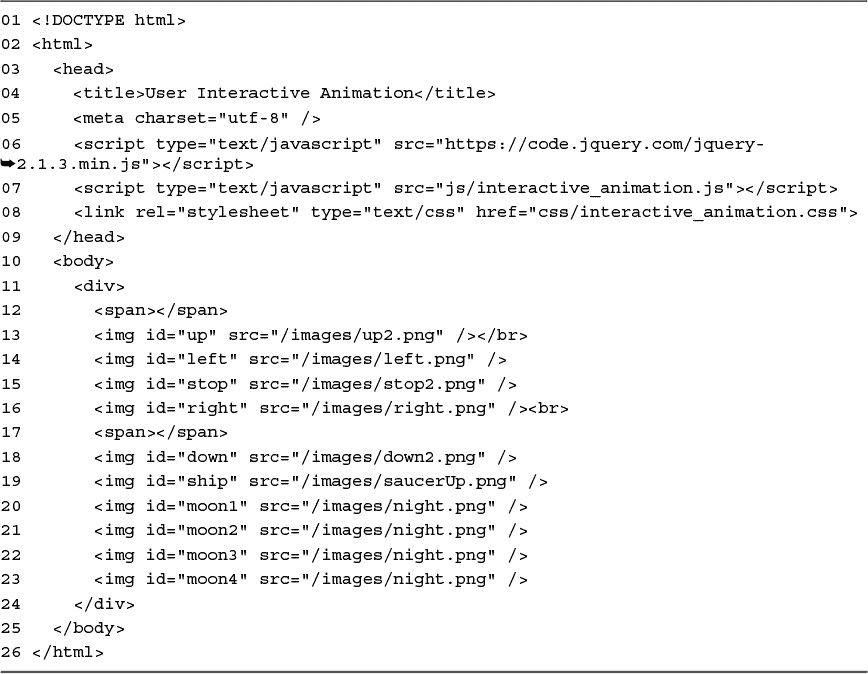 01 <!DOCTYPE html>
02 <html>
03   <head>
04     <title>User Interactive Animation</title>
05     <meta charset="utf-8" />
06     <script type="text/javascript" src="https://code.jquery.com/jquery-
➥2.1.3.min.js"></script>
07     <script type="text/javascript" src="js/interactive_animation.js"></script>
08     <link rel="stylesheet" type="text/css" href="css/interactive_animation.css">
09   </head>
10   <body>
11     <div>
12       <span></span>
13       <img id="up" src="/images/up2.png" /></br>
14       <img id="left" src="/images/left.png" />
15       <img id="stop" src="/images/stop2.png" />
16       <img id="right" src="/images/right.png" /><br>
17       <span></span>
18       <img id="down" src="/images/down2.png" />
19       <img id="ship" src="/images/saucerUp.png" />
20       <img id="moon1" src="/images/night.png" />
21       <img id="moon2" src="/images/night.png" />
22       <img id="moon3" src="/images/night.png" />
23       <img id="moon4" src="/images/night.png" />
24     </div>
25   </body>
26 </html>